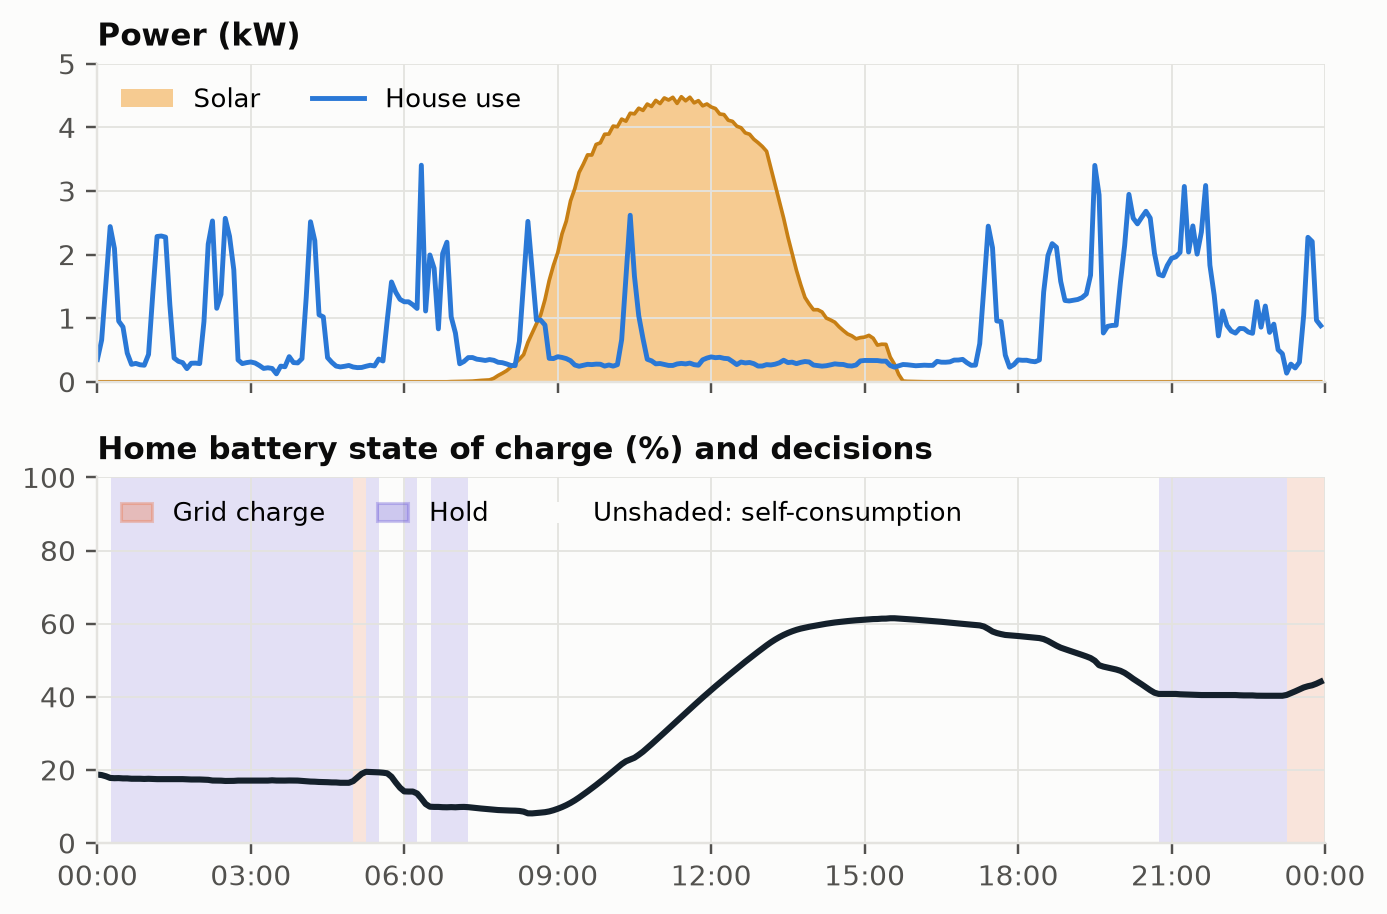 Power (kW)
5
Solar House use
4
3
2
1
0
Home battery state of charge (%) and decisions
100
Grid charge Hold Unshaded: self-consumption
80
60
40
20
0
00:00 03:00 06:00 09:00 12:00 15:00 18:00 21:00 00:00